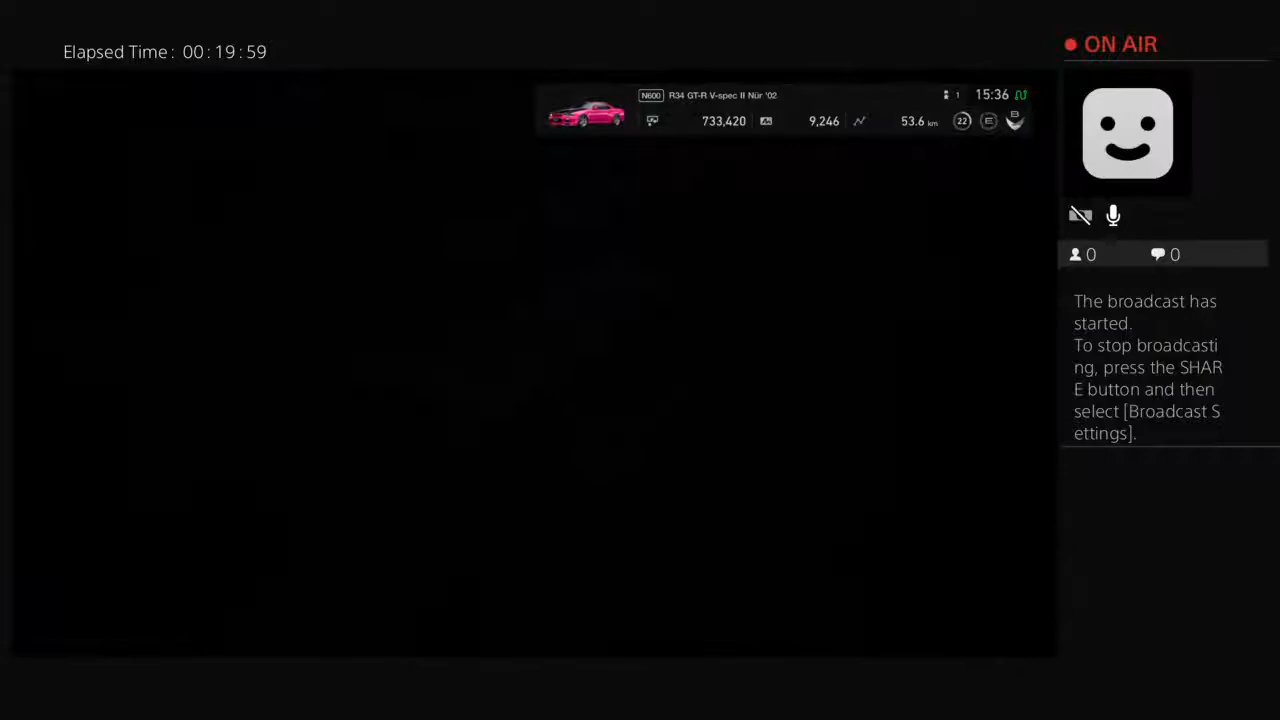 Elapsed Time: 00:19:59
ON AIR
N600 R34 GT-R V-spec II Nür '02
1 15:36
733,420 9,246 53.6 km 22 E B
0 0
The broadcast has
started.
To stop broadcasti
ng, press the SHAR
E button and then
select [Broadcast S
ettings].